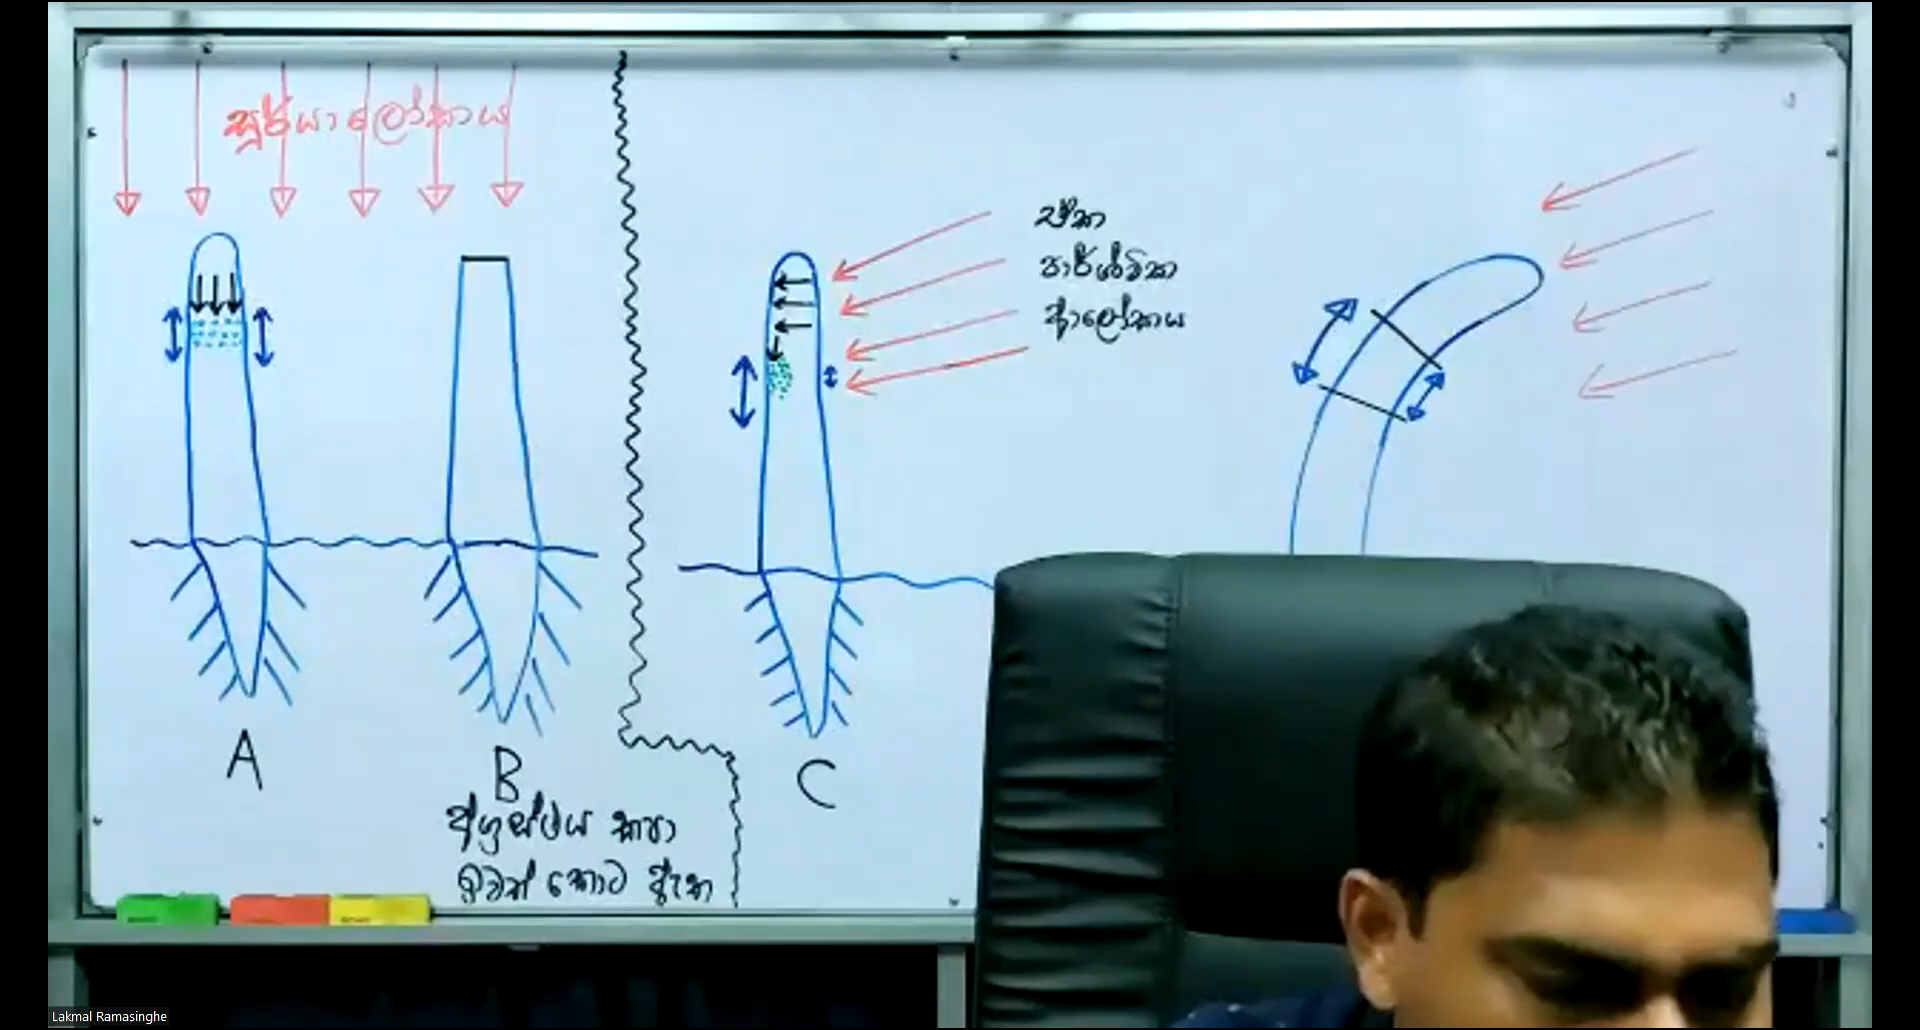 සූර්යාලෝකය
ඒක
පාර්ශ්වික
ආලෝකය
A
B
C
අග්‍රස්ථය කපා
ඉවත් කොට ඇත
Lakmal Ramasinghe